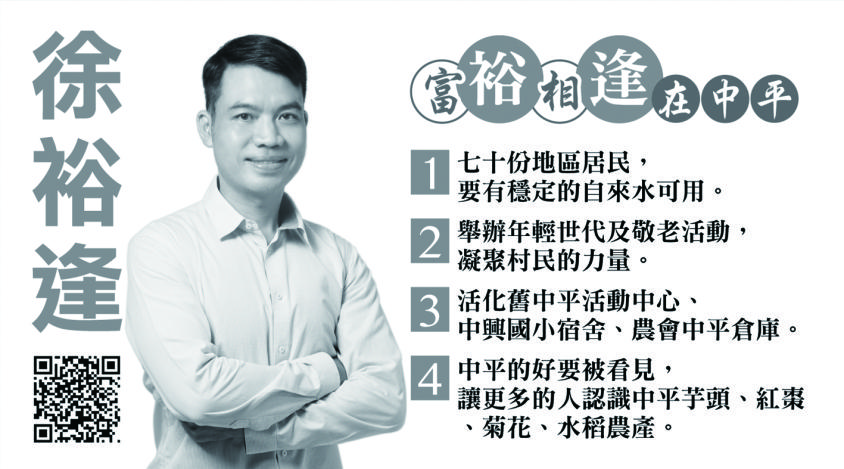 徐裕逢
富裕相逢在中平
1 七十份地區居民，
要有穩定的自來水可用。
2 舉辦年輕世代及敬老活動，
凝聚村民的力量。
3 活化舊中平活動中心、
中興國小宿舍、農會中平倉庫。
4 中平的好要被看見，
讓更多的人認識中平芋頭、紅棗
、菊花、水稻農產。